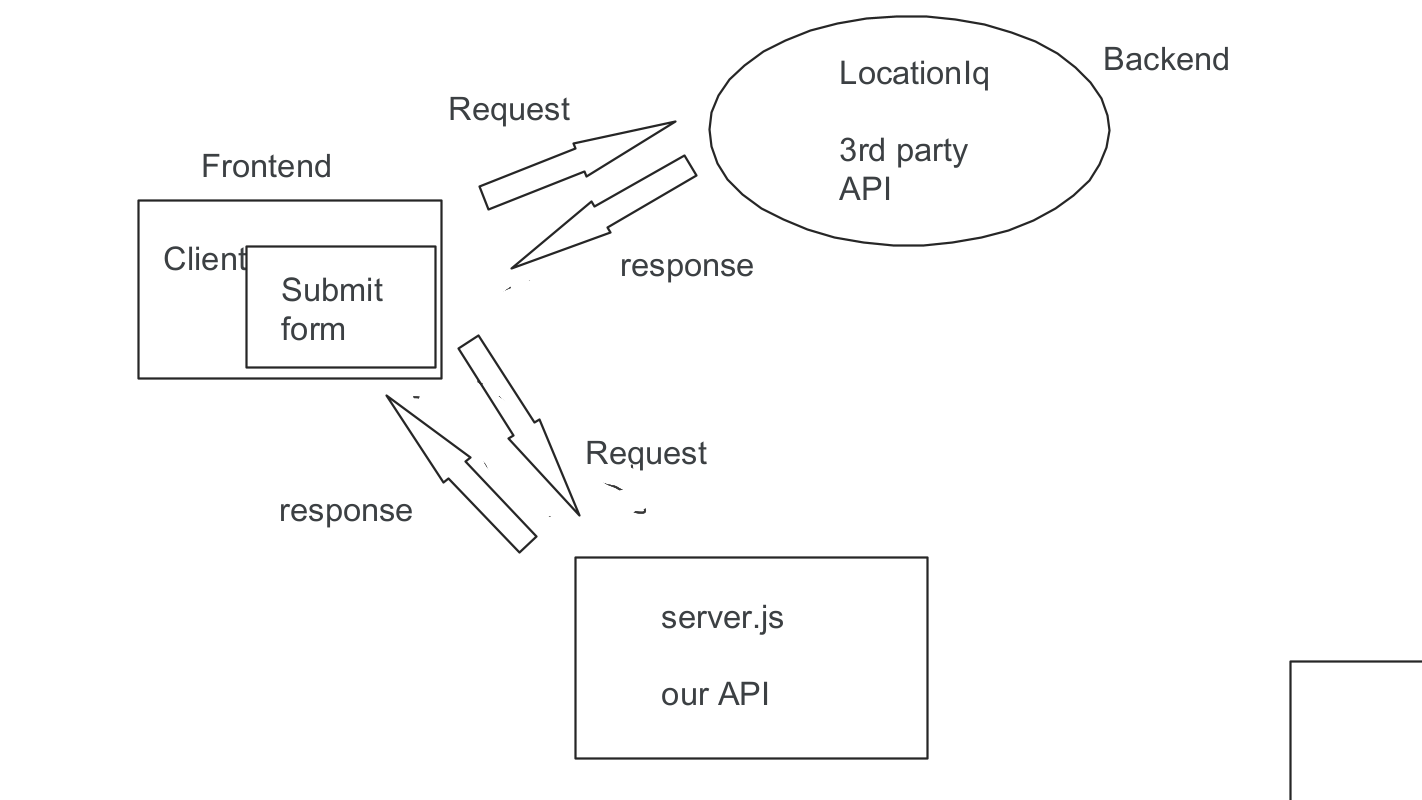 LocationIq
Backend
Request
3rd party
API
Frontend
Client
response
Submit
form
Request
response
server.js
our API